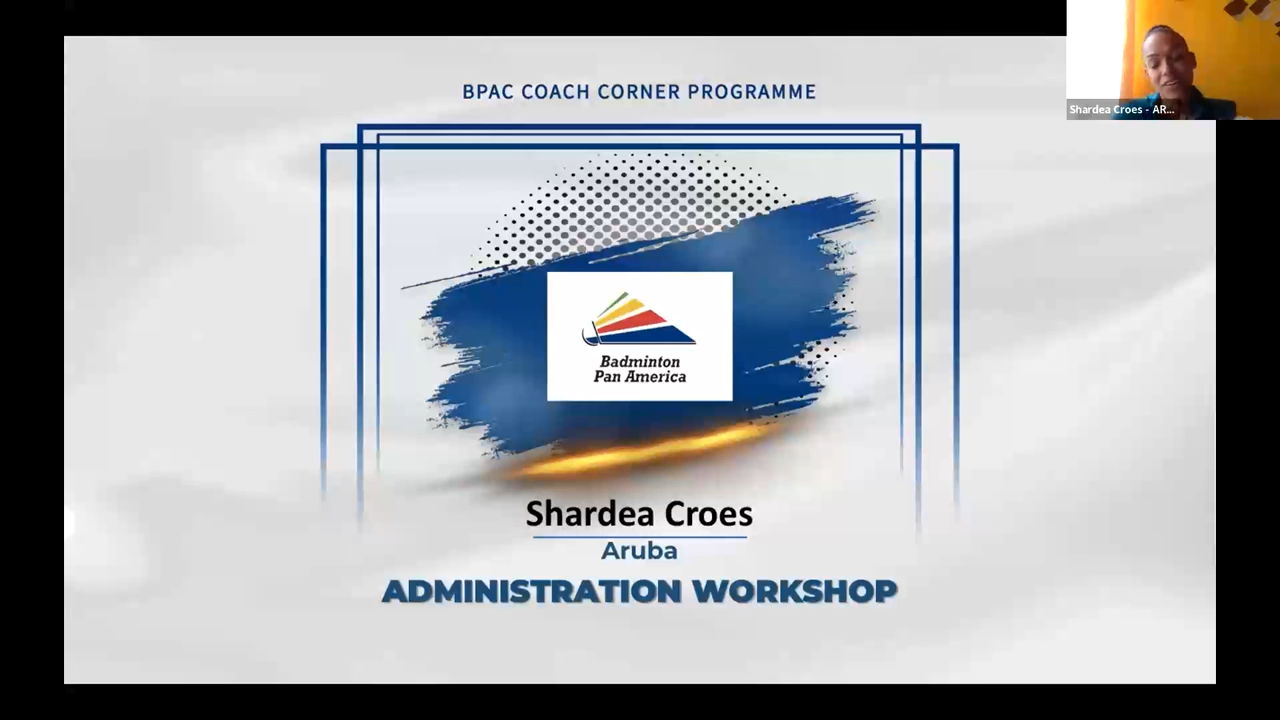 BPAC COACH CORNER PROGRAMME
Shardea Croes - AR...
Badminton
Pan America
Shardea Croes
Aruba
ADMINISTRATION WORKSHOP